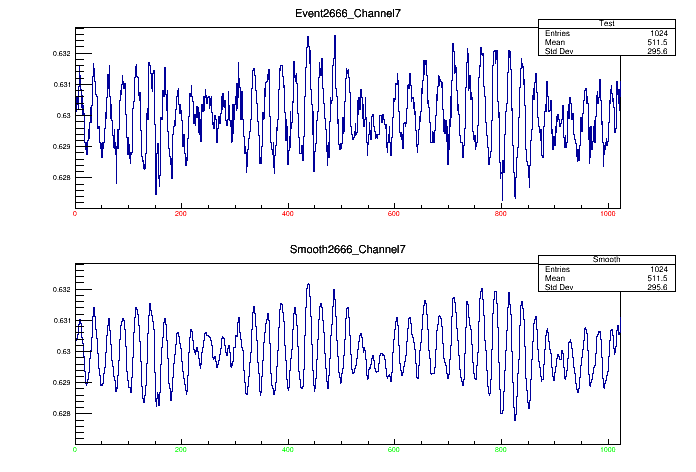 Event2666_Channel7
Test
Entries 1024
Mean 511.5
Std Dev 295.6
0.632
0.631
0.63
0.629
0.628
0 200 400 600 800 1000
Smooth2666_Channel7
Smooth
Entries 1024
Mean 511.5
Std Dev 295.6
0.632
0.631
0.63
0.629
0.628
0 200 400 600 800 1000